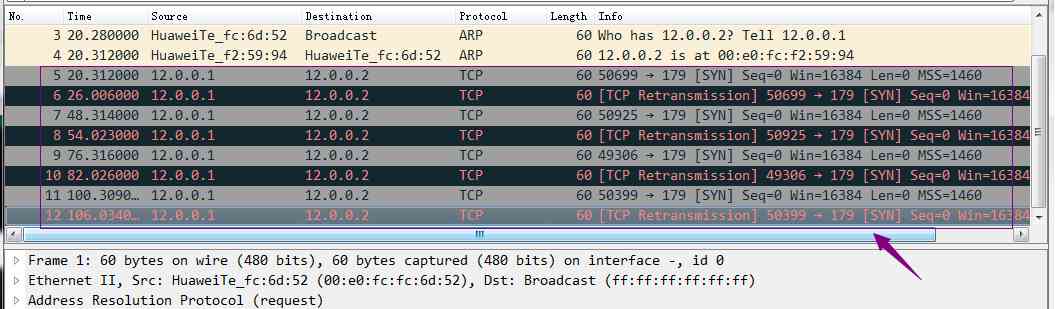 No. Time Source Destination Protocol Length Info
3 20.280000 HuaweiTe_fc:6d:52 Broadcast ARP 60 Who has 12.0.0.2? Tell 12.0.0.1
4 20.312000 HuaweiTe_f2:59:94 HuaweiTe_fc:6d:52 ARP 60 12.0.0.2 is at 00:e0:fc:f2:59:94
5 20.312000 12.0.0.1 12.0.0.2 TCP 60 50699 → 179 [SYN] Seq=0 Win=16384 Len=0 MSS=1460
6 26.006000 12.0.0.1 12.0.0.2 TCP 60 [TCP Retransmission] 50699 → 179 [SYN] Seq=0 Win=16384
7 48.314000 12.0.0.1 12.0.0.2 TCP 60 50925 → 179 [SYN] Seq=0 Win=16384 Len=0 MSS=1460
8 54.023000 12.0.0.1 12.0.0.2 TCP 60 [TCP Retransmission] 50925 → 179 [SYN] Seq=0 Win=16384
9 76.316000 12.0.0.1 12.0.0.2 TCP 60 49306 → 179 [SYN] Seq=0 Win=16384 Len=0 MSS=1460
10 82.026000 12.0.0.1 12.0.0.2 TCP 60 [TCP Retransmission] 49306 → 179 [SYN] Seq=0 Win=16384
11 100.3090… 12.0.0.1 12.0.0.2 TCP 60 50399 → 179 [SYN] Seq=0 Win=16384 Len=0 MSS=1460
12 106.0340… 12.0.0.1 12.0.0.2 TCP 60 [TCP Retransmission] 50399 → 179 [SYN] Seq=0 Win=16384
Frame 1: 60 bytes on wire (480 bits), 60 bytes captured (480 bits) on interface -, id 0
Ethernet II, Src: HuaweiTe_fc:6d:52 (00:e0:fc:fc:6d:52), Dst: Broadcast (ff:ff:ff:ff:ff:ff)
Address Resolution Protocol (request)